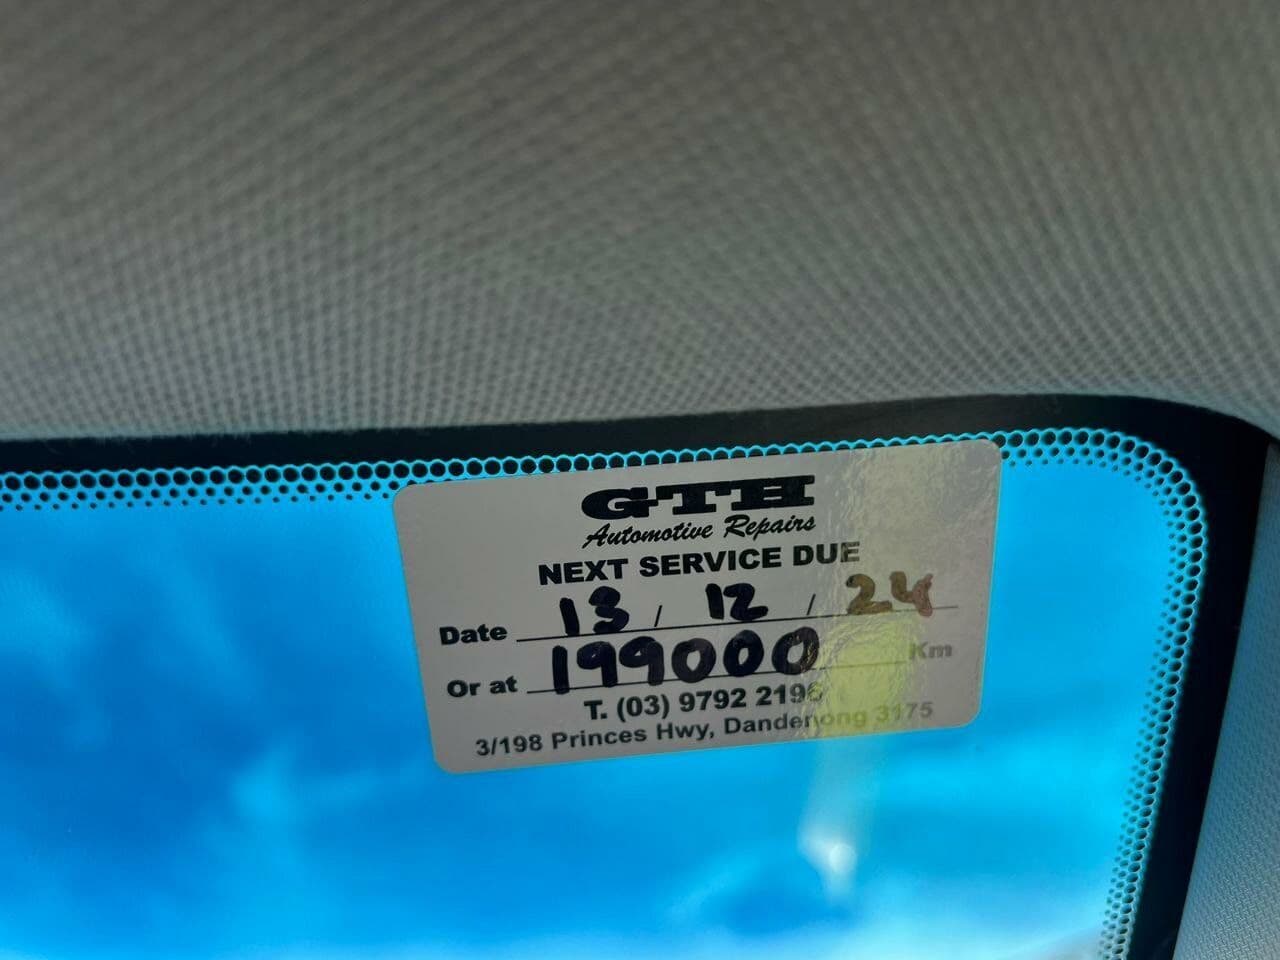 GTH
Automotive Repairs
NEXT SERVICE DUE
Date 13 / 12 / 24
Or at 199000 Km
T. (03) 9792 2196
3/198 Princes Hwy, Dandenong 3175